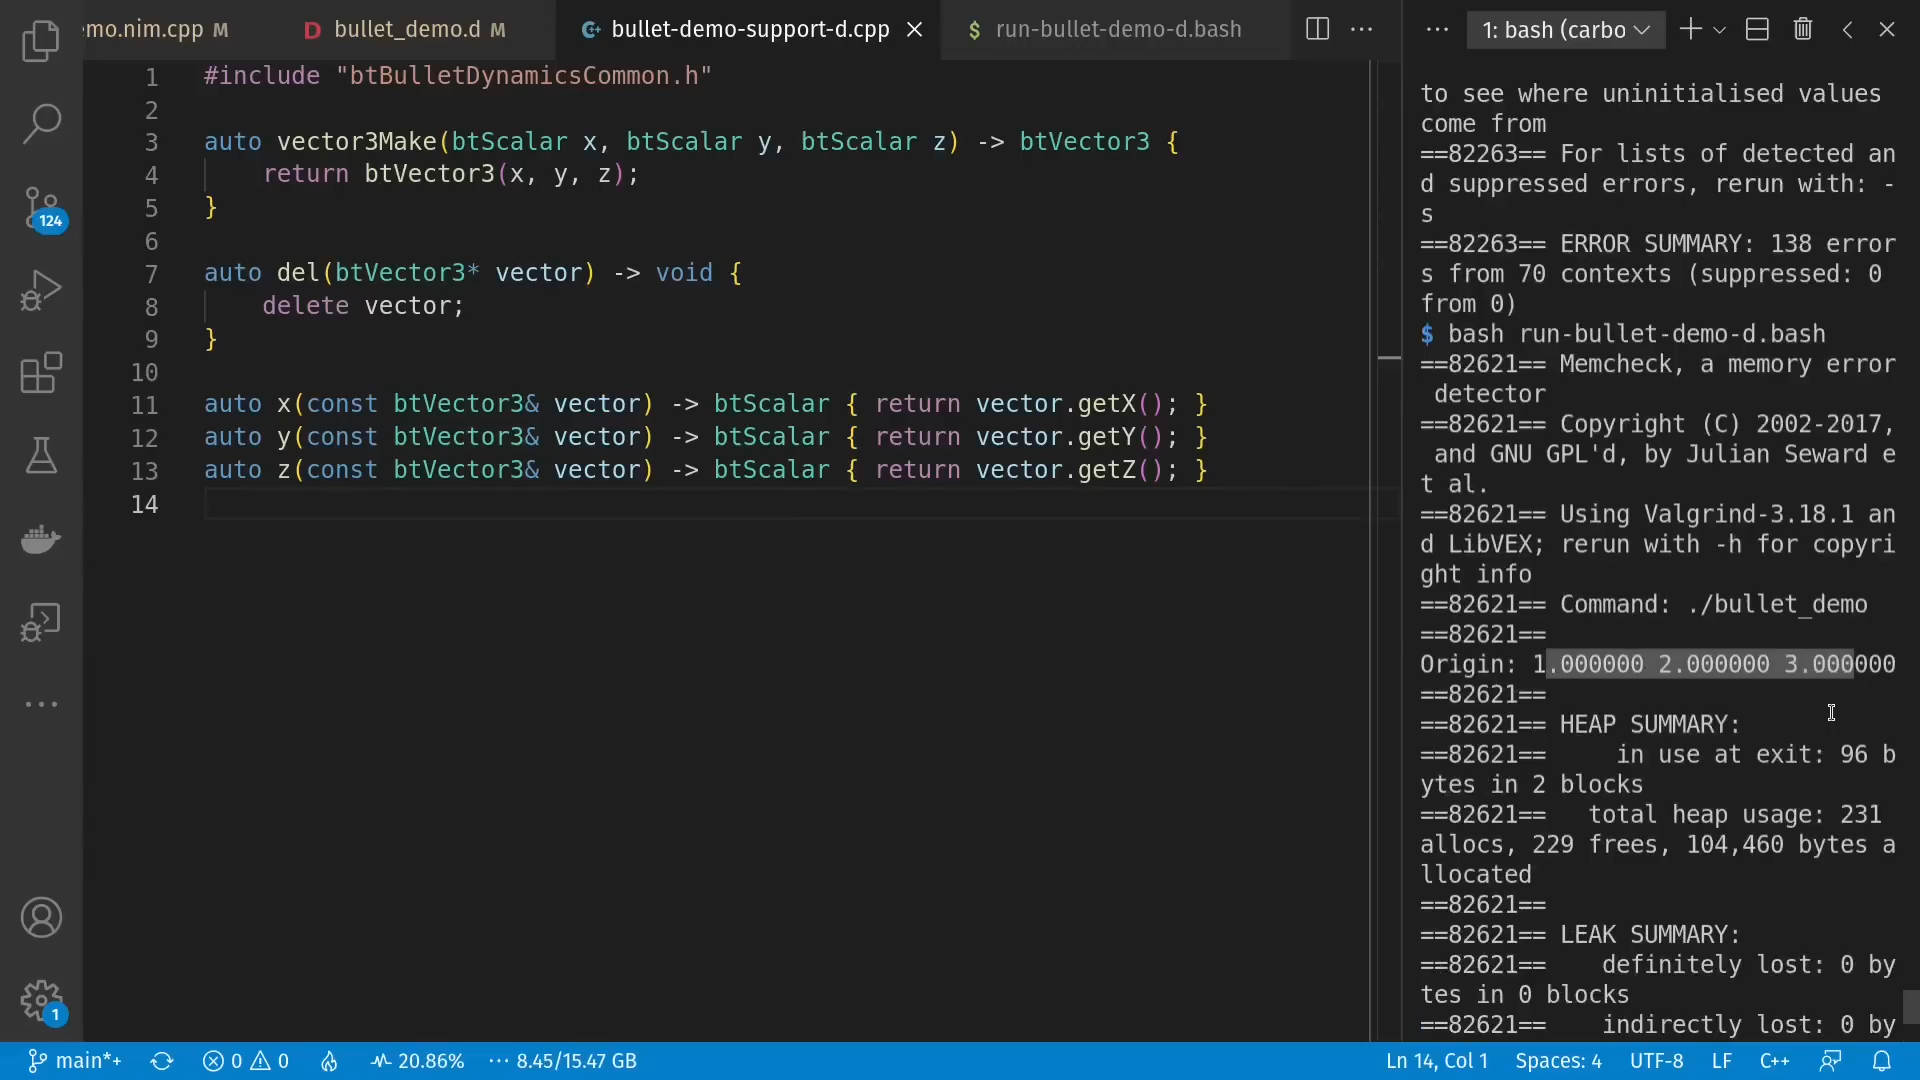 emo.nim.cpp M
bullet_demo.d M
bullet-demo-support-d.cpp
$ run-bullet-demo-d.bash
1: bash (carbo
1 #include "btBulletDynamicsCommon.h"
2
3 auto vector3Make(btScalar x, btScalar y, btScalar z) -> btVector3 {
4 return btVector3(x, y, z);
5 }
6
7 auto del(btVector3* vector) -> void {
8 delete vector;
9 }
10
11 auto x(const btVector3& vector) -> btScalar { return vector.getX(); }
12 auto y(const btVector3& vector) -> btScalar { return vector.getY(); }
13 auto z(const btVector3& vector) -> btScalar { return vector.getZ(); }
14
124
1
to see where uninitialised values
come from
==82263== For lists of detected an
d suppressed errors, rerun with: -
s
==82263== ERROR SUMMARY: 138 error
s from 70 contexts (suppressed: 0
from 0)
$ bash run-bullet-demo-d.bash
==82621== Memcheck, a memory error
detector
==82621== Copyright (C) 2002-2017,
and GNU GPL'd, by Julian Seward e
t al.
==82621== Using Valgrind-3.18.1 an
d LibVEX; rerun with -h for copyri
ght info
==82621== Command: ./bullet_demo
==82621==
Origin: 1.000000 2.000000 3.000000
==82621==
==82621== HEAP SUMMARY:
==82621== in use at exit: 96 b
ytes in 2 blocks
==82621== total heap usage: 231
allocs, 229 frees, 104,460 bytes a
llocated
==82621==
==82621== LEAK SUMMARY:
==82621== definitely lost: 0 by
tes in 0 blocks
==82621== indirectly lost: 0 by
main*+ 0 0 20.86% 8.45/15.47 GB Ln 14, Col 1 Spaces: 4 UTF-8 LF C++